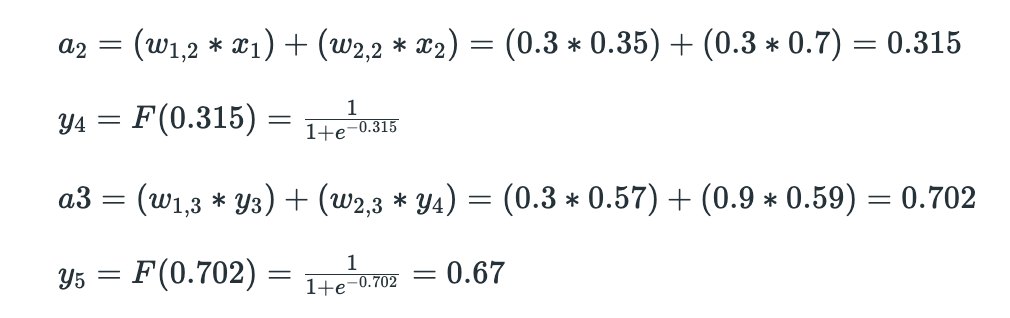 a₂ = (w₁,₂ * x₁) + (w₂,₂ * x₂) = (0.3 * 0.35) + (0.3 * 0.7) = 0.315
y₄ = F(0.315) = 1/(1+e^(−0.315))
a3 = (w₁,₃ * y₃) + (w₂,₃ * y₄) = (0.3 * 0.57) + (0.9 * 0.59) = 0.702
y₅ = F(0.702) = 1/(1+e^(−0.702)) = 0.67